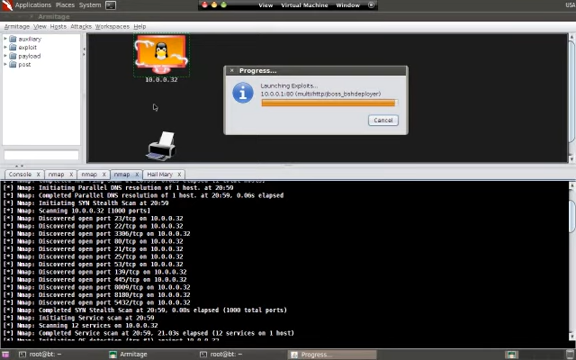 Applications Places System
View Virtual Machine Window
USA
Armitage
Armitage View Hosts Attacks Workspaces Help
auxiliary
exploit
payload
post
10.0.0.32
Progress...
Launching Exploits...
10.0.0.1:80 (multi/http/jboss_bshdeployer)
Cancel
Console X nmap X nmap X nmap X Hail Mary X
[*] Nmap: Initiating Parallel DNS resolution of 1 host. at 20:59
[*] Nmap: Completed Parallel DNS resolution of 1 host. at 20:59, 0.06s elapsed
[*] Nmap: Initiating SYN Stealth Scan at 20:59
[*] Nmap: Scanning 10.0.0.32 [1000 ports]
[*] Nmap: Discovered open port 23/tcp on 10.0.0.32
[*] Nmap: Discovered open port 22/tcp on 10.0.0.32
[*] Nmap: Discovered open port 3306/tcp on 10.0.0.32
[*] Nmap: Discovered open port 80/tcp on 10.0.0.32
[*] Nmap: Discovered open port 21/tcp on 10.0.0.32
[*] Nmap: Discovered open port 25/tcp on 10.0.0.32
[*] Nmap: Discovered open port 53/tcp on 10.0.0.32
[*] Nmap: Discovered open port 139/tcp on 10.0.0.32
[*] Nmap: Discovered open port 445/tcp on 10.0.0.32
[*] Nmap: Discovered open port 8009/tcp on 10.0.0.32
[*] Nmap: Discovered open port 8180/tcp on 10.0.0.32
[*] Nmap: Discovered open port 5432/tcp on 10.0.0.32
[*] Nmap: Completed SYN Stealth Scan at 20:59, 0.08s elapsed (1000 total ports)
[*] Nmap: Initiating Service scan at 20:59
[*] Nmap: Scanning 12 services on 10.0.0.32
[*] Nmap: Completed Service scan at 20:59, 21.03s elapsed (12 services on 1 host)
root@bt: ~ Armitage root@bt: ~ Progress...